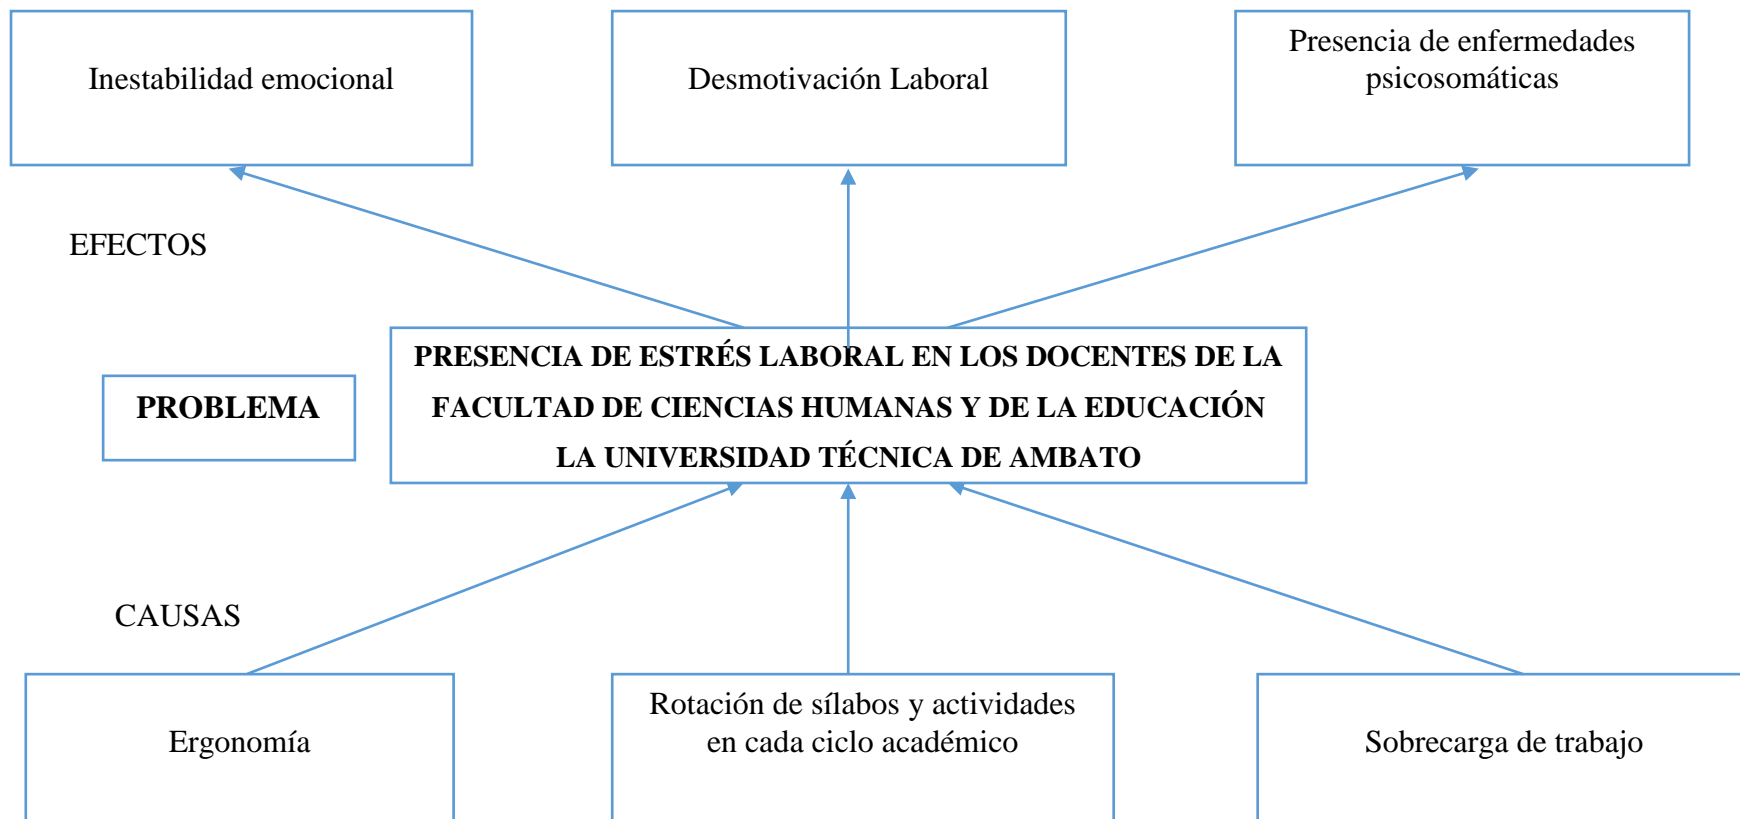 Inestabilidad emocional
Desmotivación Laboral
Presencia de enfermedades
psicosomáticas
EFECTOS
PROBLEMA
PRESENCIA DE ESTRÉS LABORAL EN LOS DOCENTES DE LA
FACULTAD DE CIENCIAS HUMANAS Y DE LA EDUCACIÓN
LA UNIVERSIDAD TÉCNICA DE AMBATO
CAUSAS
Ergonomía
Rotación de sílabos y actividades
en cada ciclo académico
Sobrecarga de trabajo